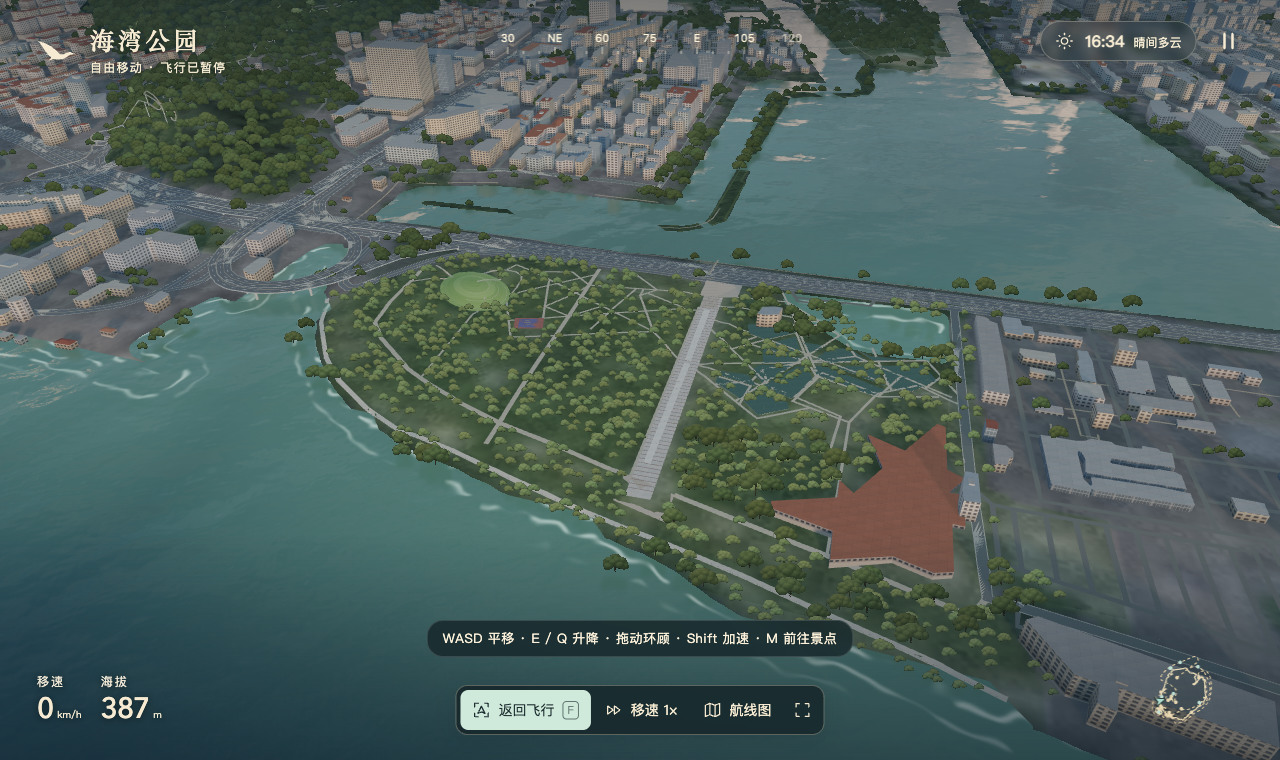 海湾公园
自由移动 · 飞行已暂停
30 NE 60 75 E 105 120
16:34 晴间多云
WASD 平移 · E / Q 升降 · 拖动环顾 · Shift 加速 · M 前往景点
移速 海拔
0 km/h 387 m
返回飞行 F 移速 1x 航线图